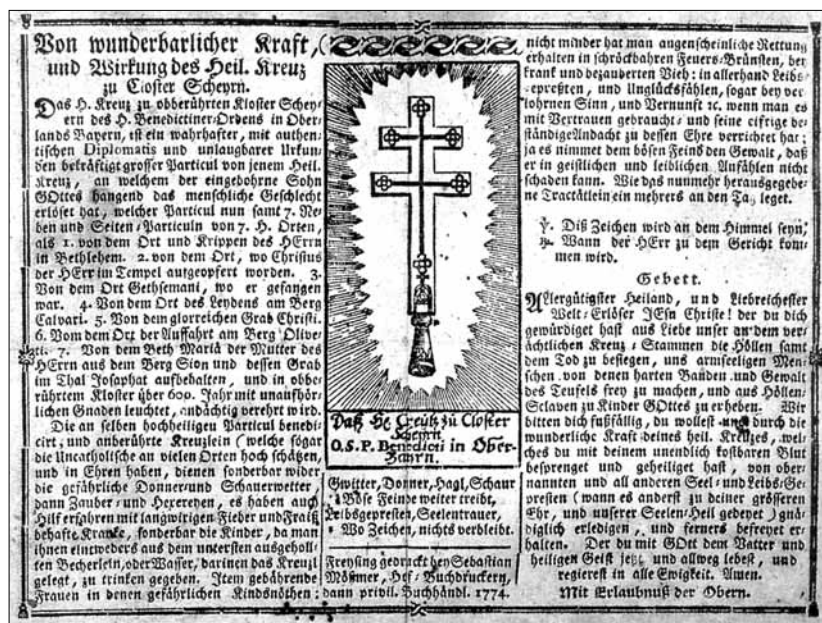 Von wunderbarlicher Kraft,
und Wirkung des Heil. Kreuz
zu Closter Scheyrn.
Das H. Kreuz zu obberührten Kloster Schey-
ern des H. Benedictiner-Ordens in Ober-
lands Bayern, ist ein wahrhafter, mit authen-
tischen Diplomatis und unlaugbarer Urkun-
den bekräftigt grosser Particul von jenem Heil.
Kreuz, an welchem der eingebohrne Sohn
GOttes hangend das menschliche Geschlecht
erlöset hat, welcher Particul nun samt 7. Ne-
ben und Seiten-Particuln von 7. H. Orten,
als 1. von dem Ort und Krippen des HErrn
in Bethlehem. 2. von dem Ort, wo Christus
der HErr im Tempel aufgeopfert worden. 3.
Von dem Ort Gethsemani, wo er gefangen
war. 4. Von dem Ort des Leydens am Berg
Calvari. 5. Von dem glorreichen Grab Christi.
6. Vom dem Ort der Auffahrt am Berg Olive-
ti. 7. Von dem Beth Mariä der Mutter des
HErrn aus dem Berg Sion und dessen Grab
im Thal Josaphat aufbehalten, und in obbe-
rührtem Kloster über 600. Jahr mit unaufhör-
lichen Gnaden leuchtet, andächtig verehrt wird.
Die an selben hochheiligen Particul benedi-
cirt, und anberührte Kreuzlein (welche sogar
die Uncatholische an vielen Orten hoch schätzen,
und in Ehren haben, dienen sonderbar wider
die gefährliche Donner-und Schauerwetter,
dann Zauber-und Hexereyen, es haben auch
Hilf erfahren mit langwirigen Fieber und Fraiß
behafte Kranke, sonderbar die Kinder, da man
ihnen eintweders aus dem untersten ausgehöll-
ten Becherlein, oder Wasser, darinen das Kreuzl
gelegt, zu trinken gegeben. Item gebährende
Frauen in denen gefährlichen Kindsnöthen:
Daß H. Creütz zu Closter
Scheyrn
O.S.P. Benedicti in Ober-
Bayrn.
Gwitter, Donner, Hagl, Schaur
Böse Feinde weiter treibt,
Leibsgepresten, Seelentrauer,
Wo Zeichen, nichts verbleibt.
Freysing gedruckt bey Sebastian
Mößmer, Hof-Buchdruckern,
dann privil. Buchhändl. 1774.
nicht minder hat man augenscheinliche Rettung
erhalten in schröckbahren Feuers-Brünsten, bey
krank und bezauberten Vieh: in allerhand Leibs-
gepreßten, und Unglücksfählen, sogar bey ver-
lohrnen Sinn, und Vernunft ꝛc. wenn man es
mit Vertrauen gebraucht, und seine eifrige be-
ständige Andacht zu dessen Ehre verrichtet hat;
ja es nimmet dem bösen Feind den Gewalt, daß
er in geistlichen und leiblichen Anfählen nicht
schaden kann. Wie das nunmehr herausgegebe-
ne Tractätlein ein mehrers an den Tag leget.
℣. Diß Zeichen wird an dem Himmel seyn,
℟. Wann der HErr zu dem Gericht kom-
men wird.
Gebett.
Allergütigster Heiland, und Liebreichester
Welt-Erlöser JEsu Christe! der du dich
gewürdiget hast aus Liebe unser an dem ver-
ächtlichen Kreuz-Stammen die Höllen samt
dem Tod zu besiegen, uns armseeligen Men-
schen von denen harten Banden und Gewalt
des Teufels frey zu machen, und aus Höllen-
Sclaven zu Kinder GOttes zu erheben. Wir
bitten dich fußfällig, du wollest uns durch die
wunderliche Kraft deines heil. Kreuzes, wel-
ches du mit deinem unendlich kostbaren Blut
besprenget und geheiliget hast, von ober-
nannten und all anderen Seel-und Leibs-Ge-
presten (wann es anderst zu deiner grösseren
Ehr, und unserer Seelen-Heil gedeyet) gnä-
diglich erledigen, und ferners befreyet er-
halten. Der du mit GOtt dem Vatter und
heiligen Geist jetzt und allweg lebest, und
regierest in alle Ewigkeit. Amen.
Mit Erlaubnuß der Obern.